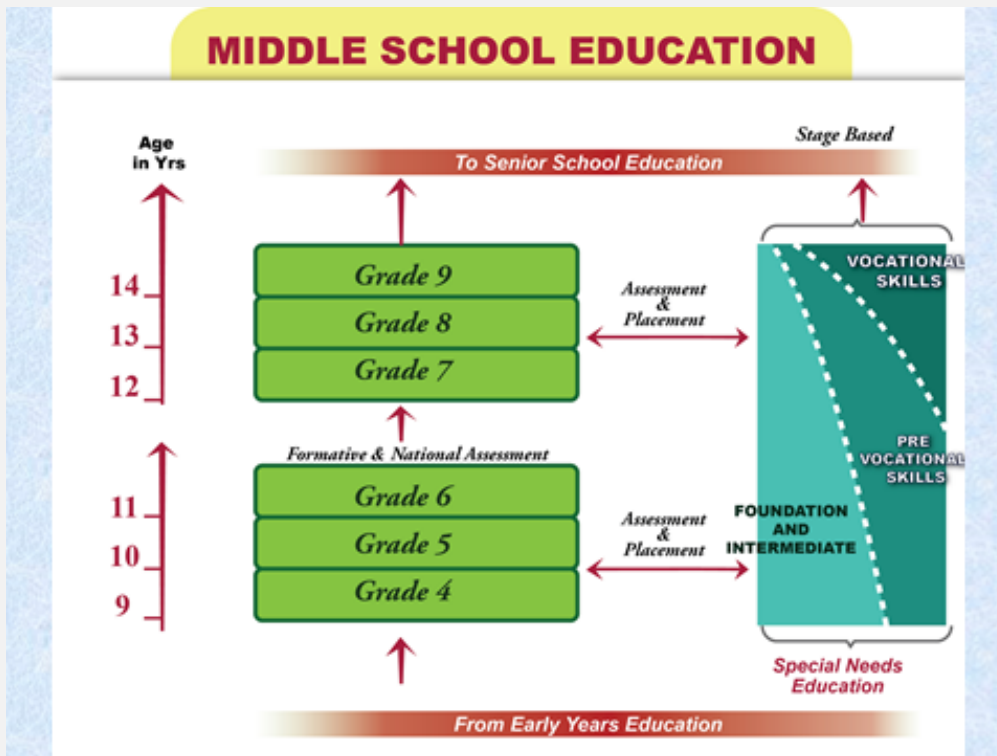 MIDDLE SCHOOL EDUCATION
Age
in Yrs
Stage Based
To Senior School Education
14
13
12
Grade 9
Grade 8
Grade 7
Assessment
&
Placement
VOCATIONAL
SKILLS
Formative & National Assessment
11
10
9
Grade 6
Grade 5
Grade 4
Assessment
&
Placement
PRE
VOCATIONAL
SKILLS
FOUNDATION
AND
INTERMEDIATE
Special Needs
Education
From Early Years Education